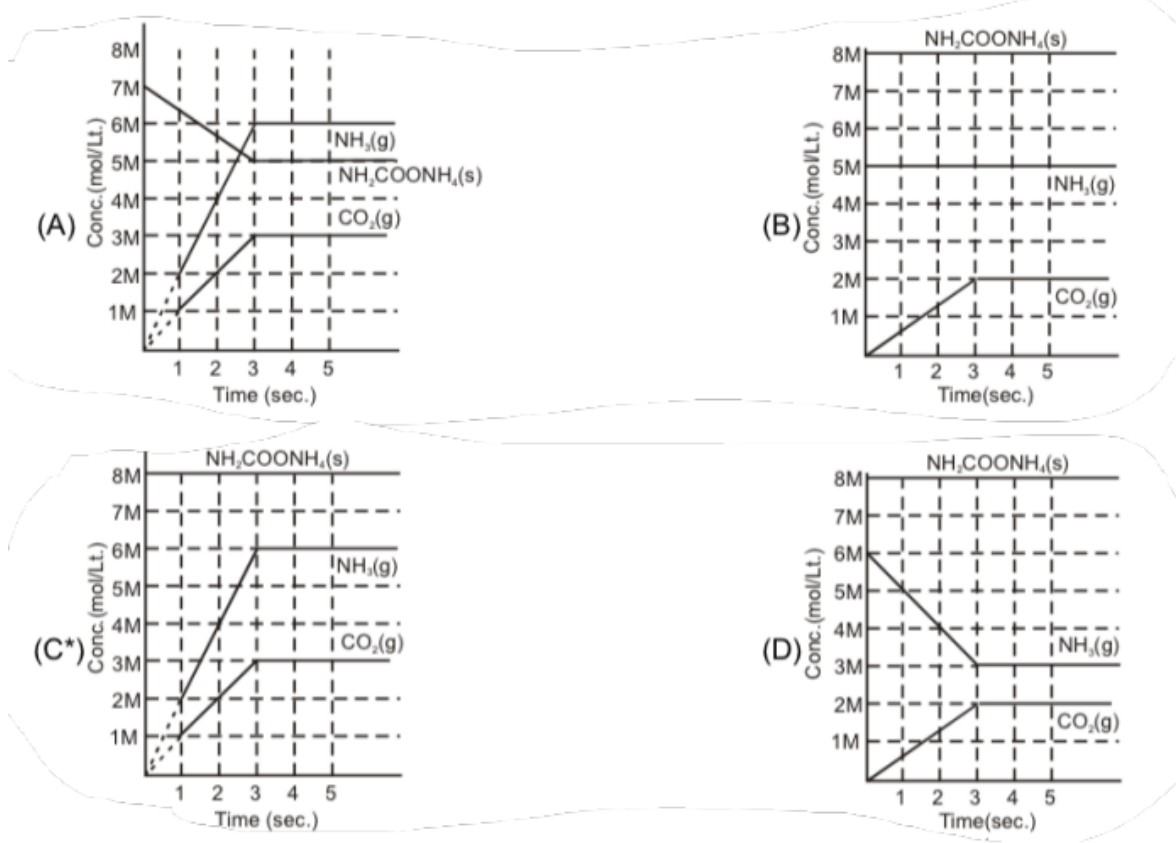 8M
7M
6M
5M
4M
3M
2M
1M
Conc.(mol/Lt.)
(A)
NH₃(g)
NH₂COONH₄(s)
CO₂(g)
1 2 3 4 5
Time (sec.)
NH₂COONH₄(s)
8M
7M
6M
5M
4M
3M
2M
1M
Conc.(mol/Lt.)
(B)
NH₃(g)
CO₂(g)
1 2 3 4 5
Time(sec.)
NH₂COONH₄(s)
8M
7M
6M
5M
4M
3M
2M
1M
Conc.(mol/Lt.)
(C*)
NH₃(g)
CO₂(g)
1 2 3 4 5
Time (sec.)
NH₂COONH₄(s)
8M
7M
6M
5M
4M
3M
2M
1M
Conc.(mol/Lt.)
(D)
NH₃(g)
CO₂(g)
1 2 3 4 5
Time(sec.)